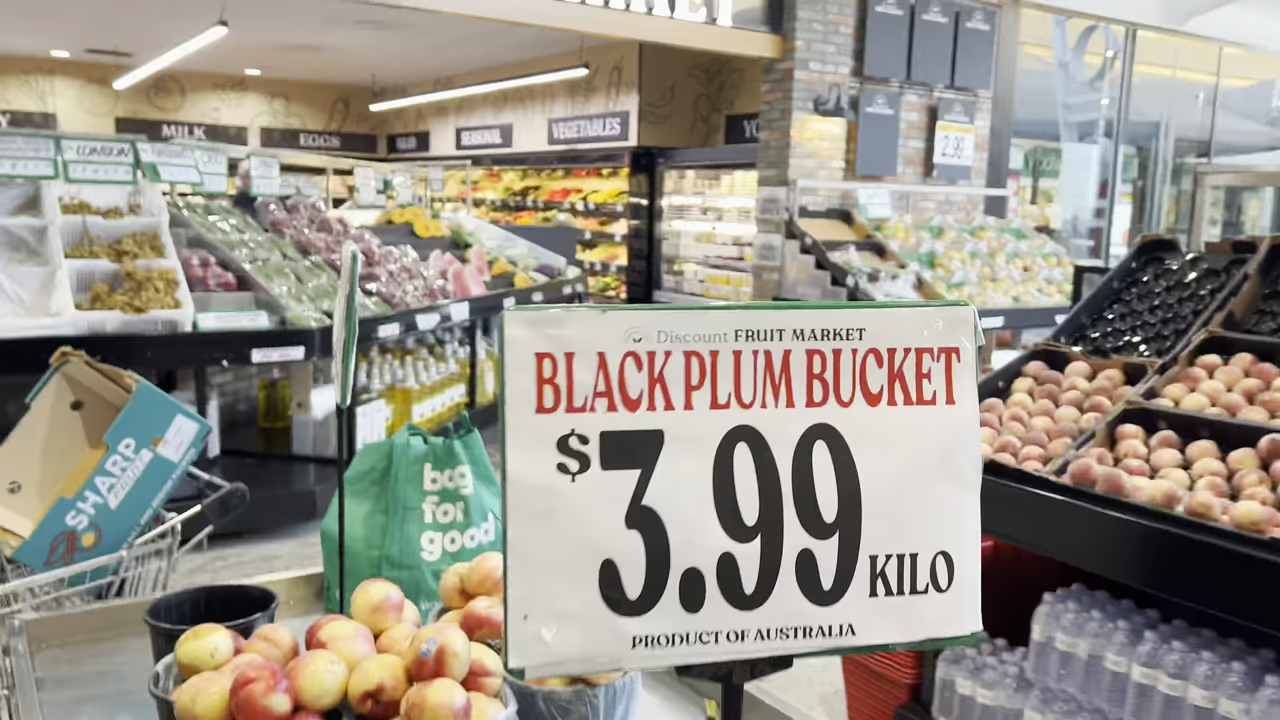 MILK
EGGS
SEASONAL
VEGETABLES
2.99
Discount FRUIT MARKET
BLACK PLUM BUCKET
$3.99 KILO
PRODUCT OF AUSTRALIA
SHARP
bag
for
good